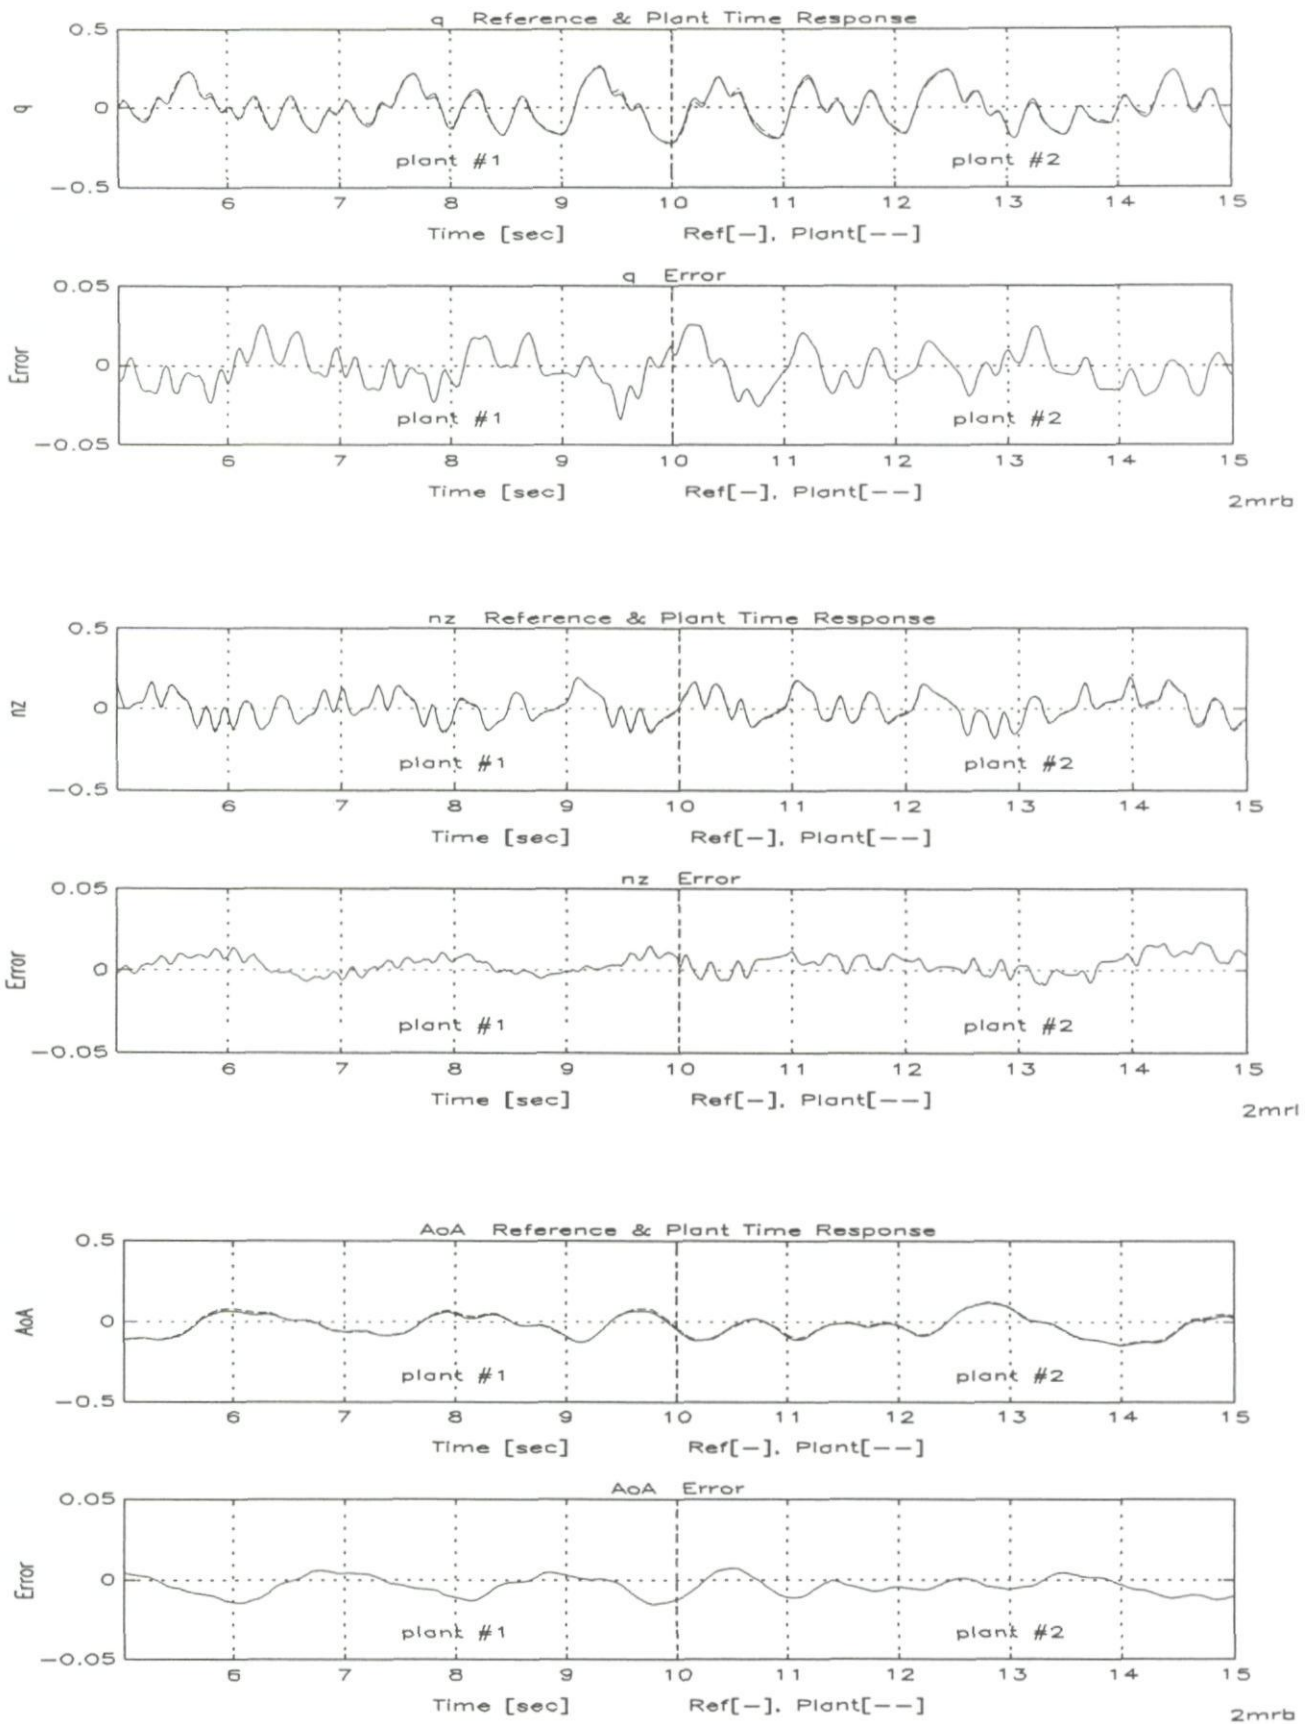 q Reference & Plant Time Response
0.5
q
0
plant #1
plant #2
−0.5
6 7 8 9 10 11 12 13 14 15
Time [sec] Ref[−], Plant[−−]
q Error
0.05
Error
0
plant #1
plant #2
−0.05
6 7 8 9 10 11 12 13 14 15
Time [sec] Ref[−], Plant[−−]
2mrb
nz Reference & Plant Time Response
0.5
nz
0
plant #1
plant #2
−0.5
6 7 8 9 10 11 12 13 14 15
Time [sec] Ref[−], Plant[−−]
nz Error
0.05
Error
0
plant #1
plant #2
−0.05
6 7 8 9 10 11 12 13 14 15
Time [sec] Ref[−], Plant[−−]
2mrl
AoA Reference & Plant Time Response
0.5
AoA
0
plant #1
plant #2
−0.5
6 7 8 9 10 11 12 13 14 15
Time [sec] Ref[−], Plant[−−]
AoA Error
0.05
Error
0
plant #1
plant #2
−0.05
6 7 8 9 10 11 12 13 14 15
Time [sec] Ref[−], Plant[−−]
2mrb